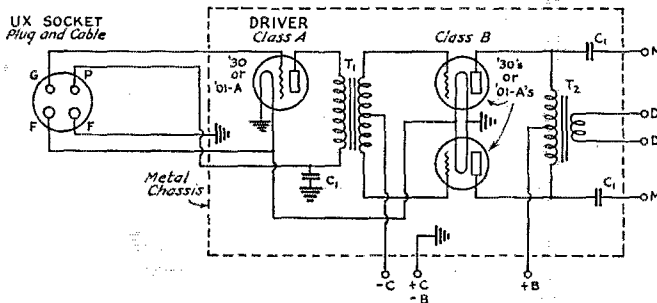 UX SOCKET
Plug and Cable
G
P
F
F
DRIVER
Class A
'30
or
'01-A
T1
C1
Metal
Chassis
Class B
'30's
or
'01-A's
C1
M
T2
D
D
C1
M
-C
+C
-B
+B